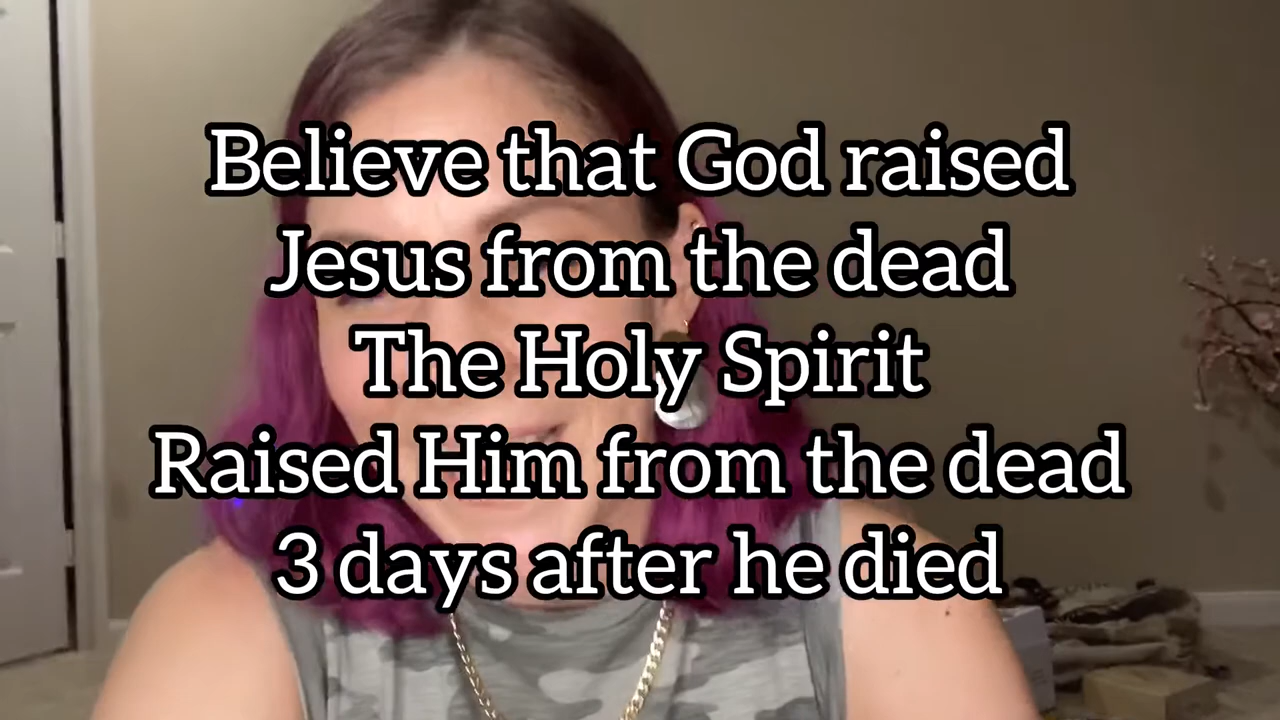 Believe that God raised
Jesus from the dead
The Holy Spirit
Raised Him from the dead
3 days after he died